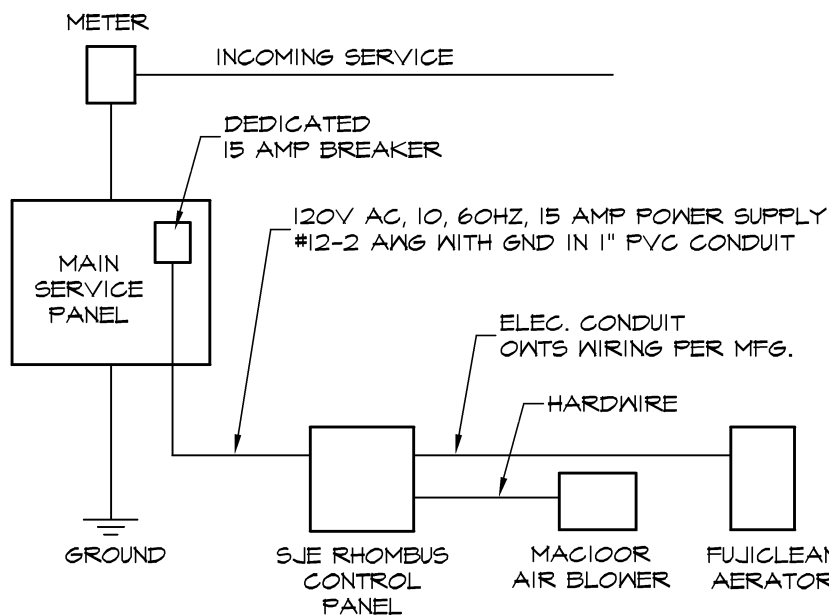 METER
INCOMING SERVICE
DEDICATED
15 AMP BREAKER
120V AC, 1O, 60HZ, 15 AMP POWER SUPPLY
#12-2 AWG WITH GND IN 1" PVC CONDUIT
MAIN
SERVICE
PANEL
ELEC. CONDUIT
OWTS WIRING PER MFG.
HARDWIRE
GROUND
SJE RHOMBUS
CONTROL
PANEL
MAC100R
AIR BLOWER
FUJICLEAN
AERATOR